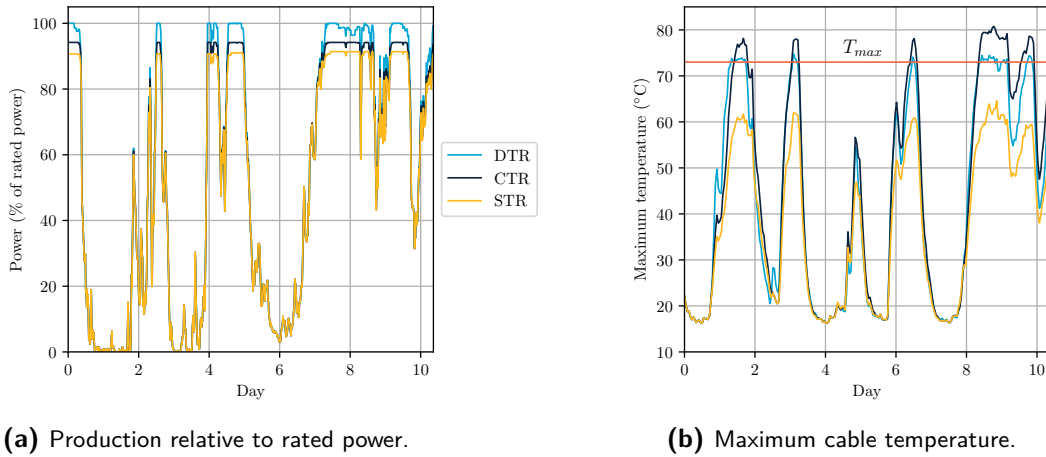 100
80
60
40
20
0
Power (% of rated power)
0 2 4 6 8 10
Day
DTR
CTR
STR
80
70
60
50
40
30
20
10
Maximum temperature (°C)
T_max
0 2 4 6 8 10
Day
(a) Production relative to rated power.
(b) Maximum cable temperature.